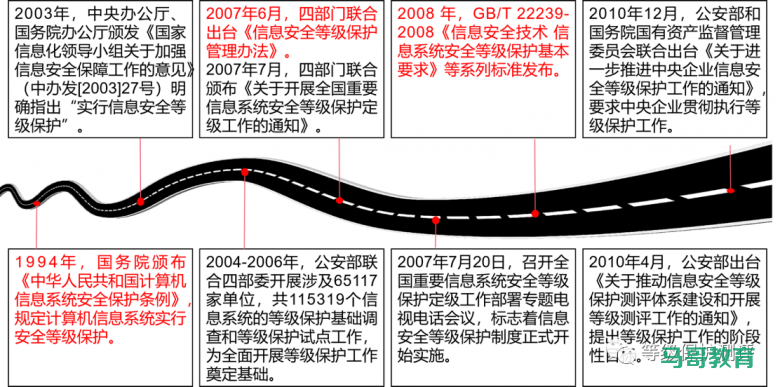 2003年，中央办公厅、
国务院办公厅颁发《国家
信息化领导小组关于加强
信息安全保障工作的意见》
（中办发[2003]27号）明
确指出“实行信息安全等
级保护”。
2007年6月，四部门联合
出台《信息安全等级保护
管理办法》。
2007年7月，四部门联合
颁布《关于开展全国重要
信息系统安全等级保护定
级工作的通知》。
2008 年，GB/T 22239-
2008《信息安全技术 信
息系统安全等级保护基本
要求》等系列标准发布。
2010年12月，公安部和
国务院国有资产监督管理
委员会联合出台《关于进
一步推进中央企业信息安
全等级保护工作的通知》，
要求中央企业贯彻执行等
级保护工作。
1994年，国务院颁布
《中华人民共和国计算机
信息系统安全保护条例》，
规定计算机信息系统实行
安全等级保护。
2004-2006年，公安部联
合四部委开展涉及65117
家单位，共115319个信
息系统的等级保护基础调
查和等级保护试点工作，
为全面开展等级保护工作
奠定基础。
2007年7月20日，召开全
国重要信息系统安全等级
保护定级工作部署专题电
视电话会议，标志着信息
安全等级保护制度正式开
始实施。
2010年4月，公安部出台
《关于推动信息安全等级
保护测评体系建设和开展
等级测评工作的通知》，
提出等级保护工作的阶段
性目
等级保护测评
马哥教育